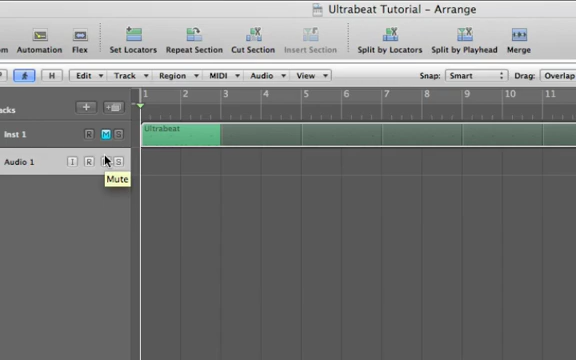 Ultrabeat Tutorial – Arrange
Automation Flex Set Locators Repeat Section Cut Section Insert Section Split by Locators Split by Playhead Merge
H Edit Track Region MIDI Audio View Snap: Smart Drag: Overlap
1 2 3 4 5 6 7 8 9 10 11
Inst 1 R M S
Ultrabeat
Audio 1 I R S
Mute